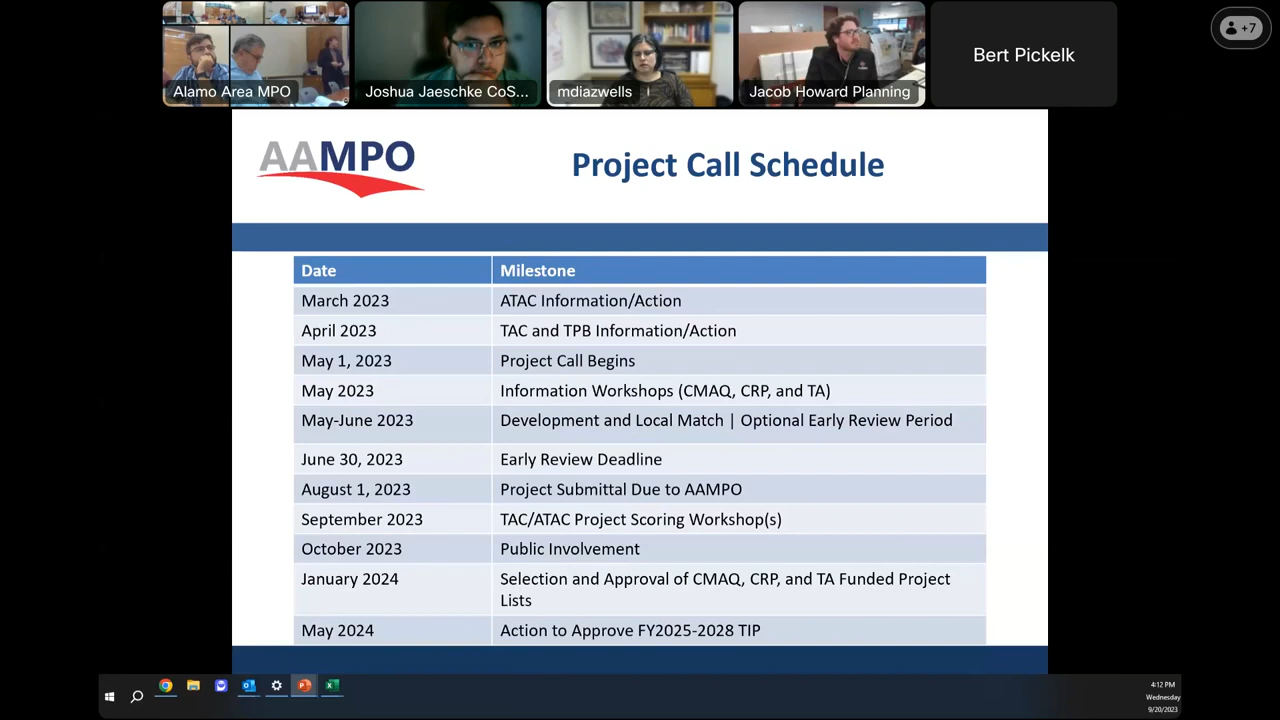 Alamo Area MPO
Joshua Jaeschke CoS...
mdiazwells
Jacob Howard Planning
Bert Pickelk
+7
AAMPO
Project Call Schedule
Date Milestone
March 2023 ATAC Information/Action
April 2023 TAC and TPB Information/Action
May 1, 2023 Project Call Begins
May 2023 Information Workshops (CMAQ, CRP, and TA)
May-June 2023 Development and Local Match | Optional Early Review Period
June 30, 2023 Early Review Deadline
August 1, 2023 Project Submittal Due to AAMPO
September 2023 TAC/ATAC Project Scoring Workshop(s)
October 2023 Public Involvement
January 2024 Selection and Approval of CMAQ, CRP, and TA Funded Project
Lists
May 2024 Action to Approve FY2025-2028 TIP
4:12 PM
Wednesday
9/20/2023